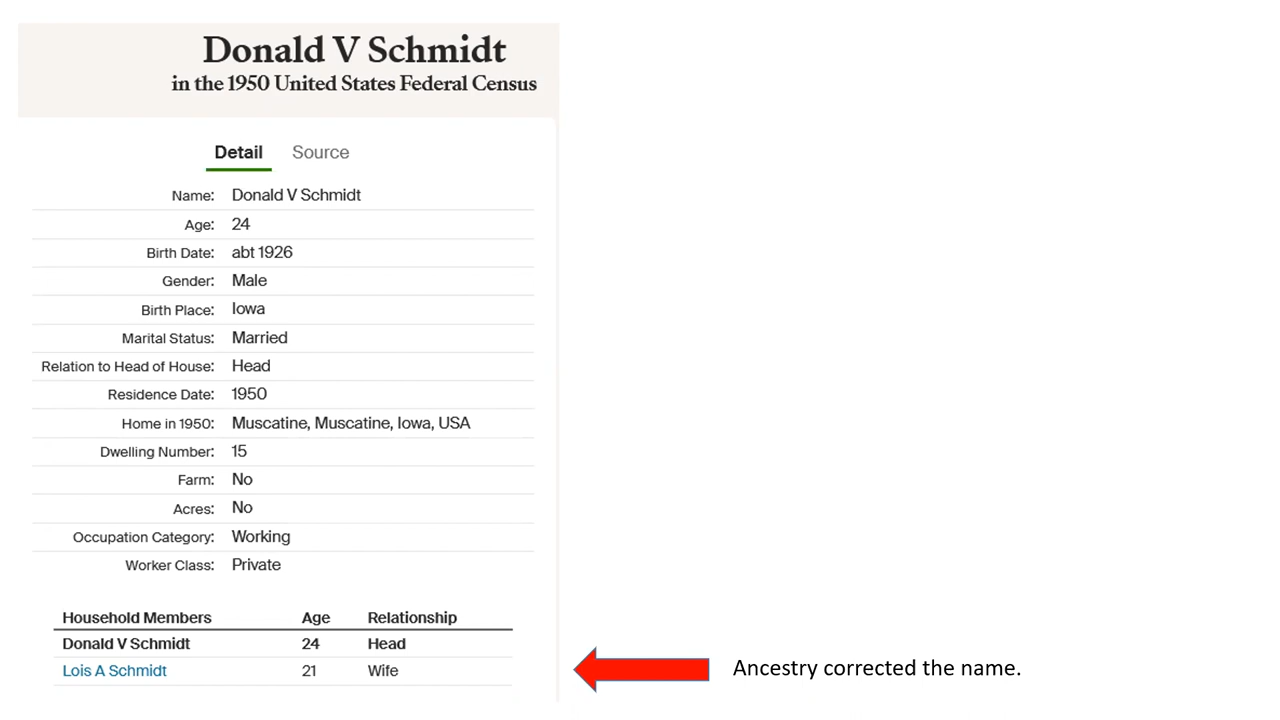 Donald V Schmidt
in the 1950 United States Federal Census
Detail Source
Name: Donald V Schmidt
Age: 24
Birth Date: abt 1926
Gender: Male
Birth Place: Iowa
Marital Status: Married
Relation to Head of House: Head
Residence Date: 1950
Home in 1950: Muscatine, Muscatine, Iowa, USA
Dwelling Number: 15
Farm: No
Acres: No
Occupation Category: Working
Worker Class: Private
Household Members Age Relationship
Donald V Schmidt 24 Head
Lois A Schmidt 21 Wife
Ancestry corrected the name.